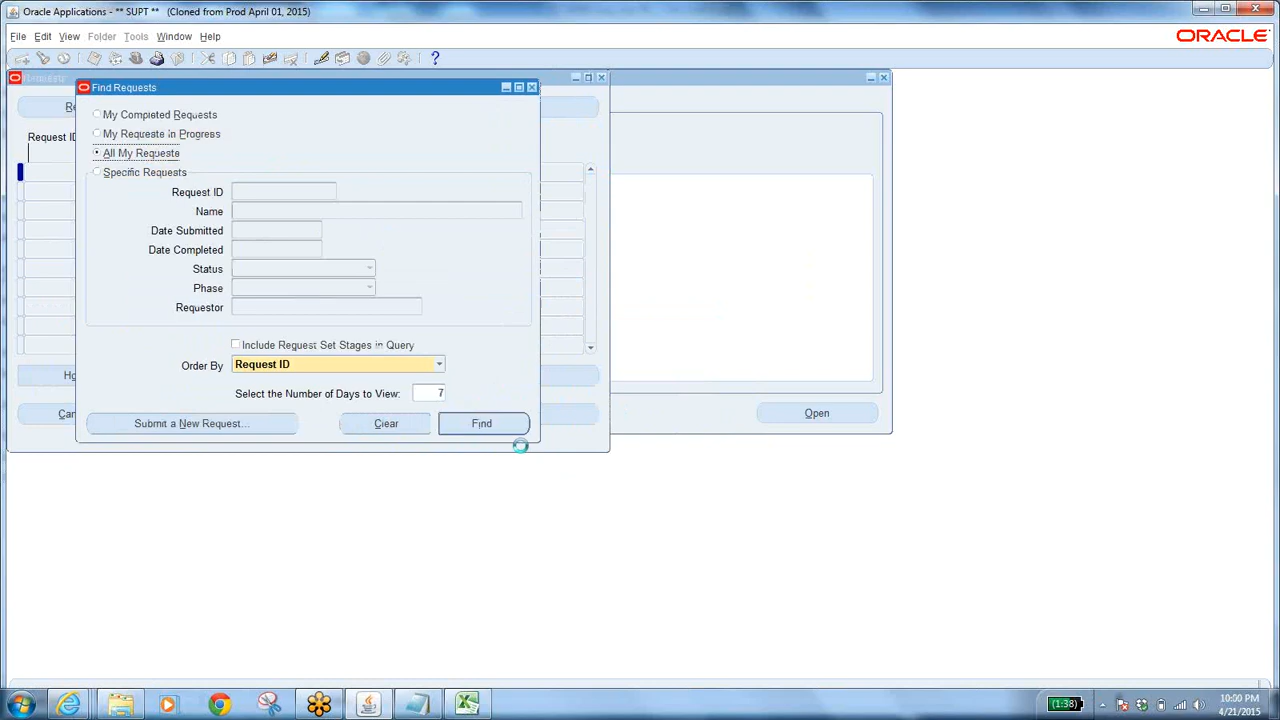 Oracle Applications - ** SUPT ** (Cloned from Prod April 01, 2015)
File Edit View Folder Tools Window Help
ORACLE
Find Requests
My Completed Requests
My Requests In Progress
Request ID
All My Requests
Specific Requests
Request ID
Name
Date Submitted
Date Completed
Status
Phase
Requestor
Include Request Set Stages in Query
Order By Request ID
Select the Number of Days to View: 7
Submit a New Request... Clear Find
Open
(1:38)
10:00 PM
4/21/2015